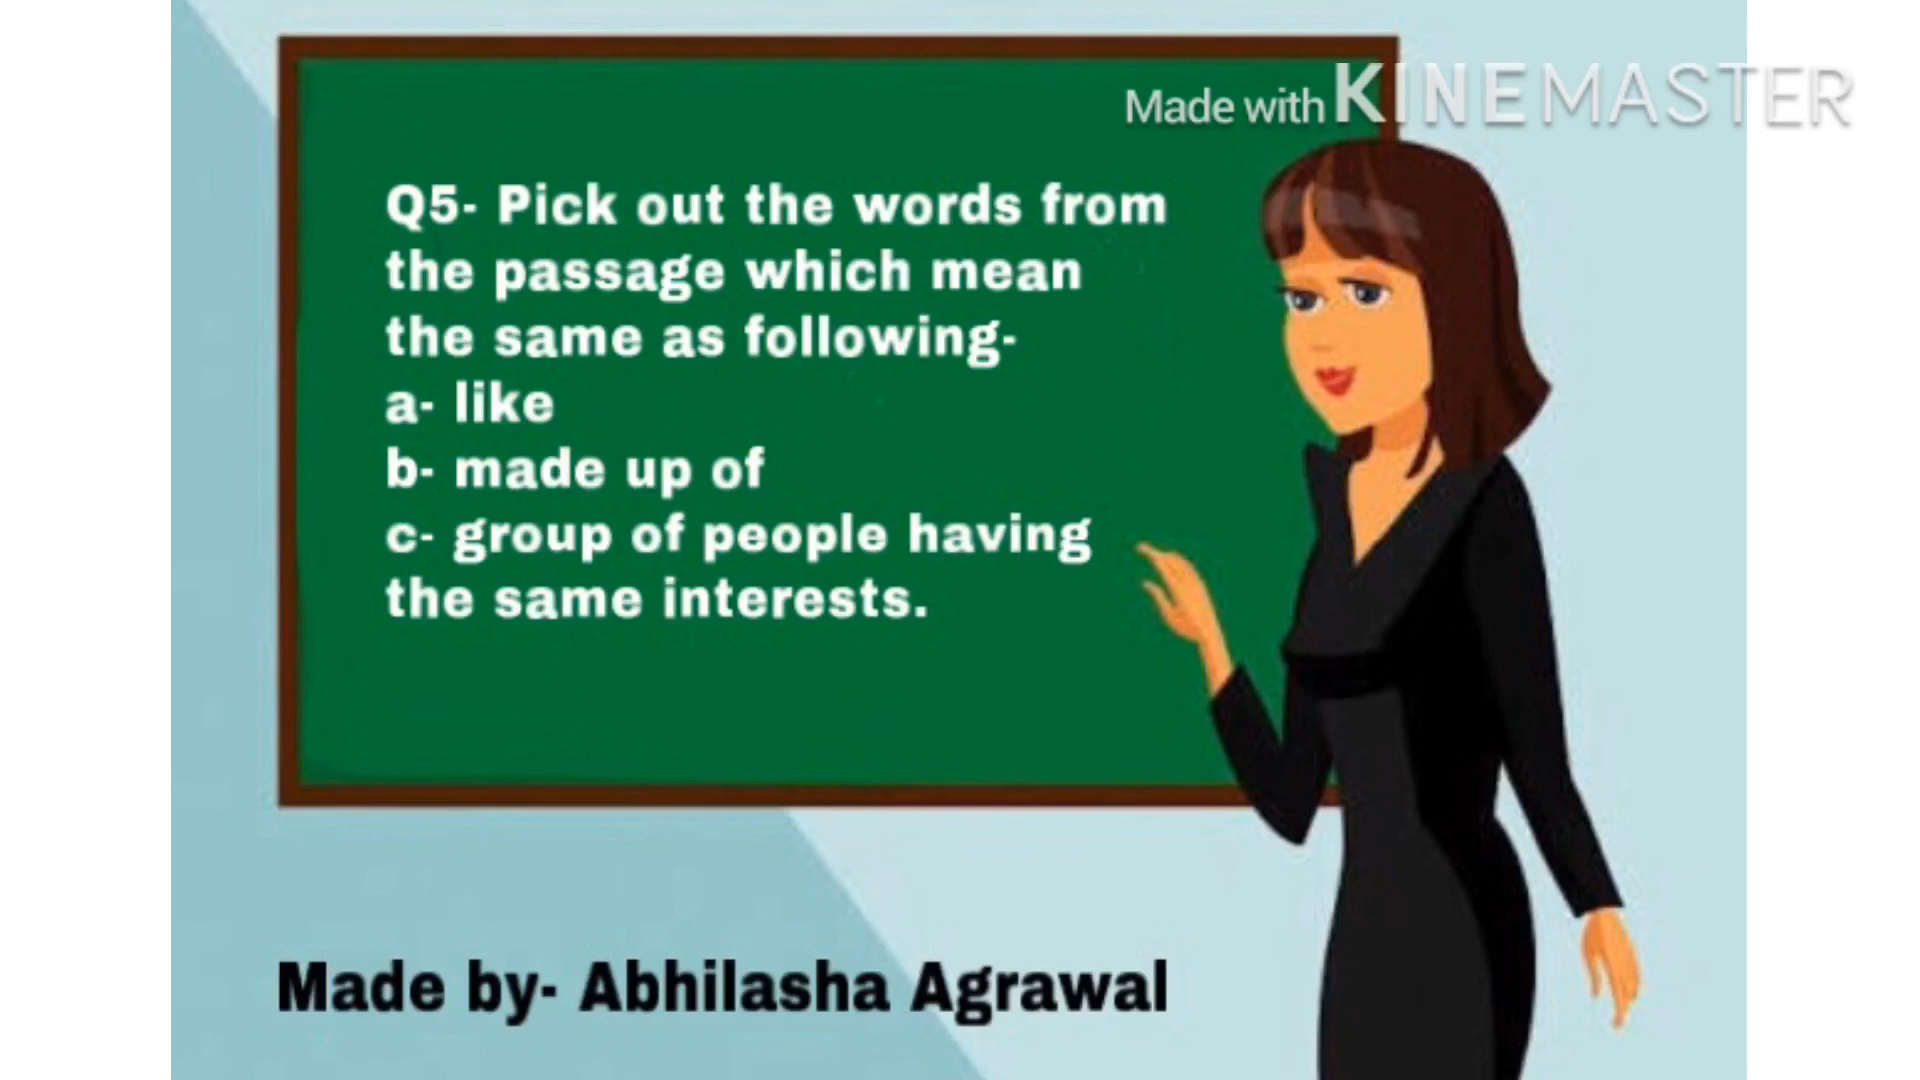 Made with KINEMASTER
Q5- Pick out the words from
the passage which mean
the same as following-
a- like
b- made up of
c- group of people having
the same interests.
Made by- Abhilasha Agrawal